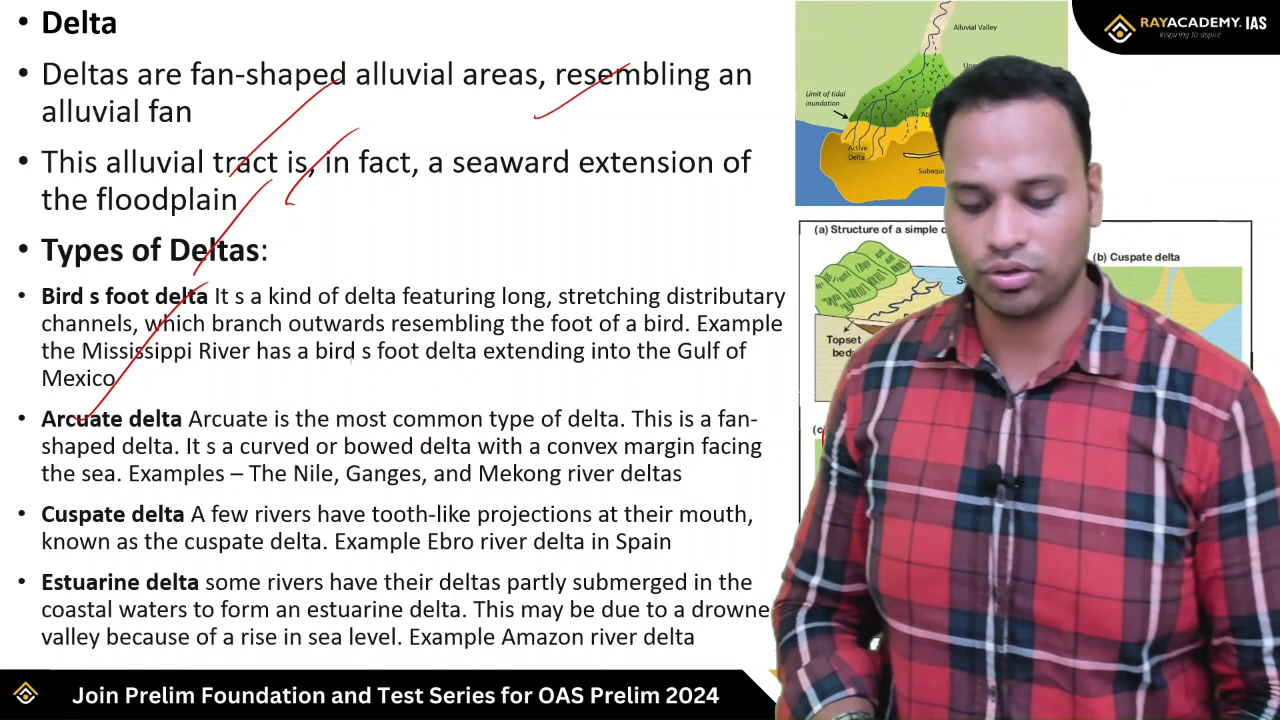 • Delta
• Deltas are fan-shaped alluvial areas, resembling an
alluvial fan
• This alluvial tract is, in fact, a seaward extension of
the floodplain
• Types of Deltas:
• Bird s foot delta It s a kind of delta featuring long, stretching distributary
channels, which branch outwards resembling the foot of a bird. Example
the Mississippi River has a bird s foot delta extending into the Gulf of
Mexico
• Arcuate delta Arcuate is the most common type of delta. This is a fan-
shaped delta. It s a curved or bowed delta with a convex margin facing
the sea. Examples – The Nile, Ganges, and Mekong river deltas
• Cuspate delta A few rivers have tooth-like projections at their mouth,
known as the cuspate delta. Example Ebro river delta in Spain
• Estuarine delta some rivers have their deltas partly submerged in the
coastal waters to form an estuarine delta. This may be due to a drowne
valley because of a rise in sea level. Example Amazon river delta
Alluvial Valley
Limit of tidal
inundation
Active
Delta
RAYACADEMY. IAS
Inspiring to aspire
(a) Structure of a simple
(b) Cuspate delta
Topset
Join Prelim Foundation and Test Series for OAS Prelim 2024